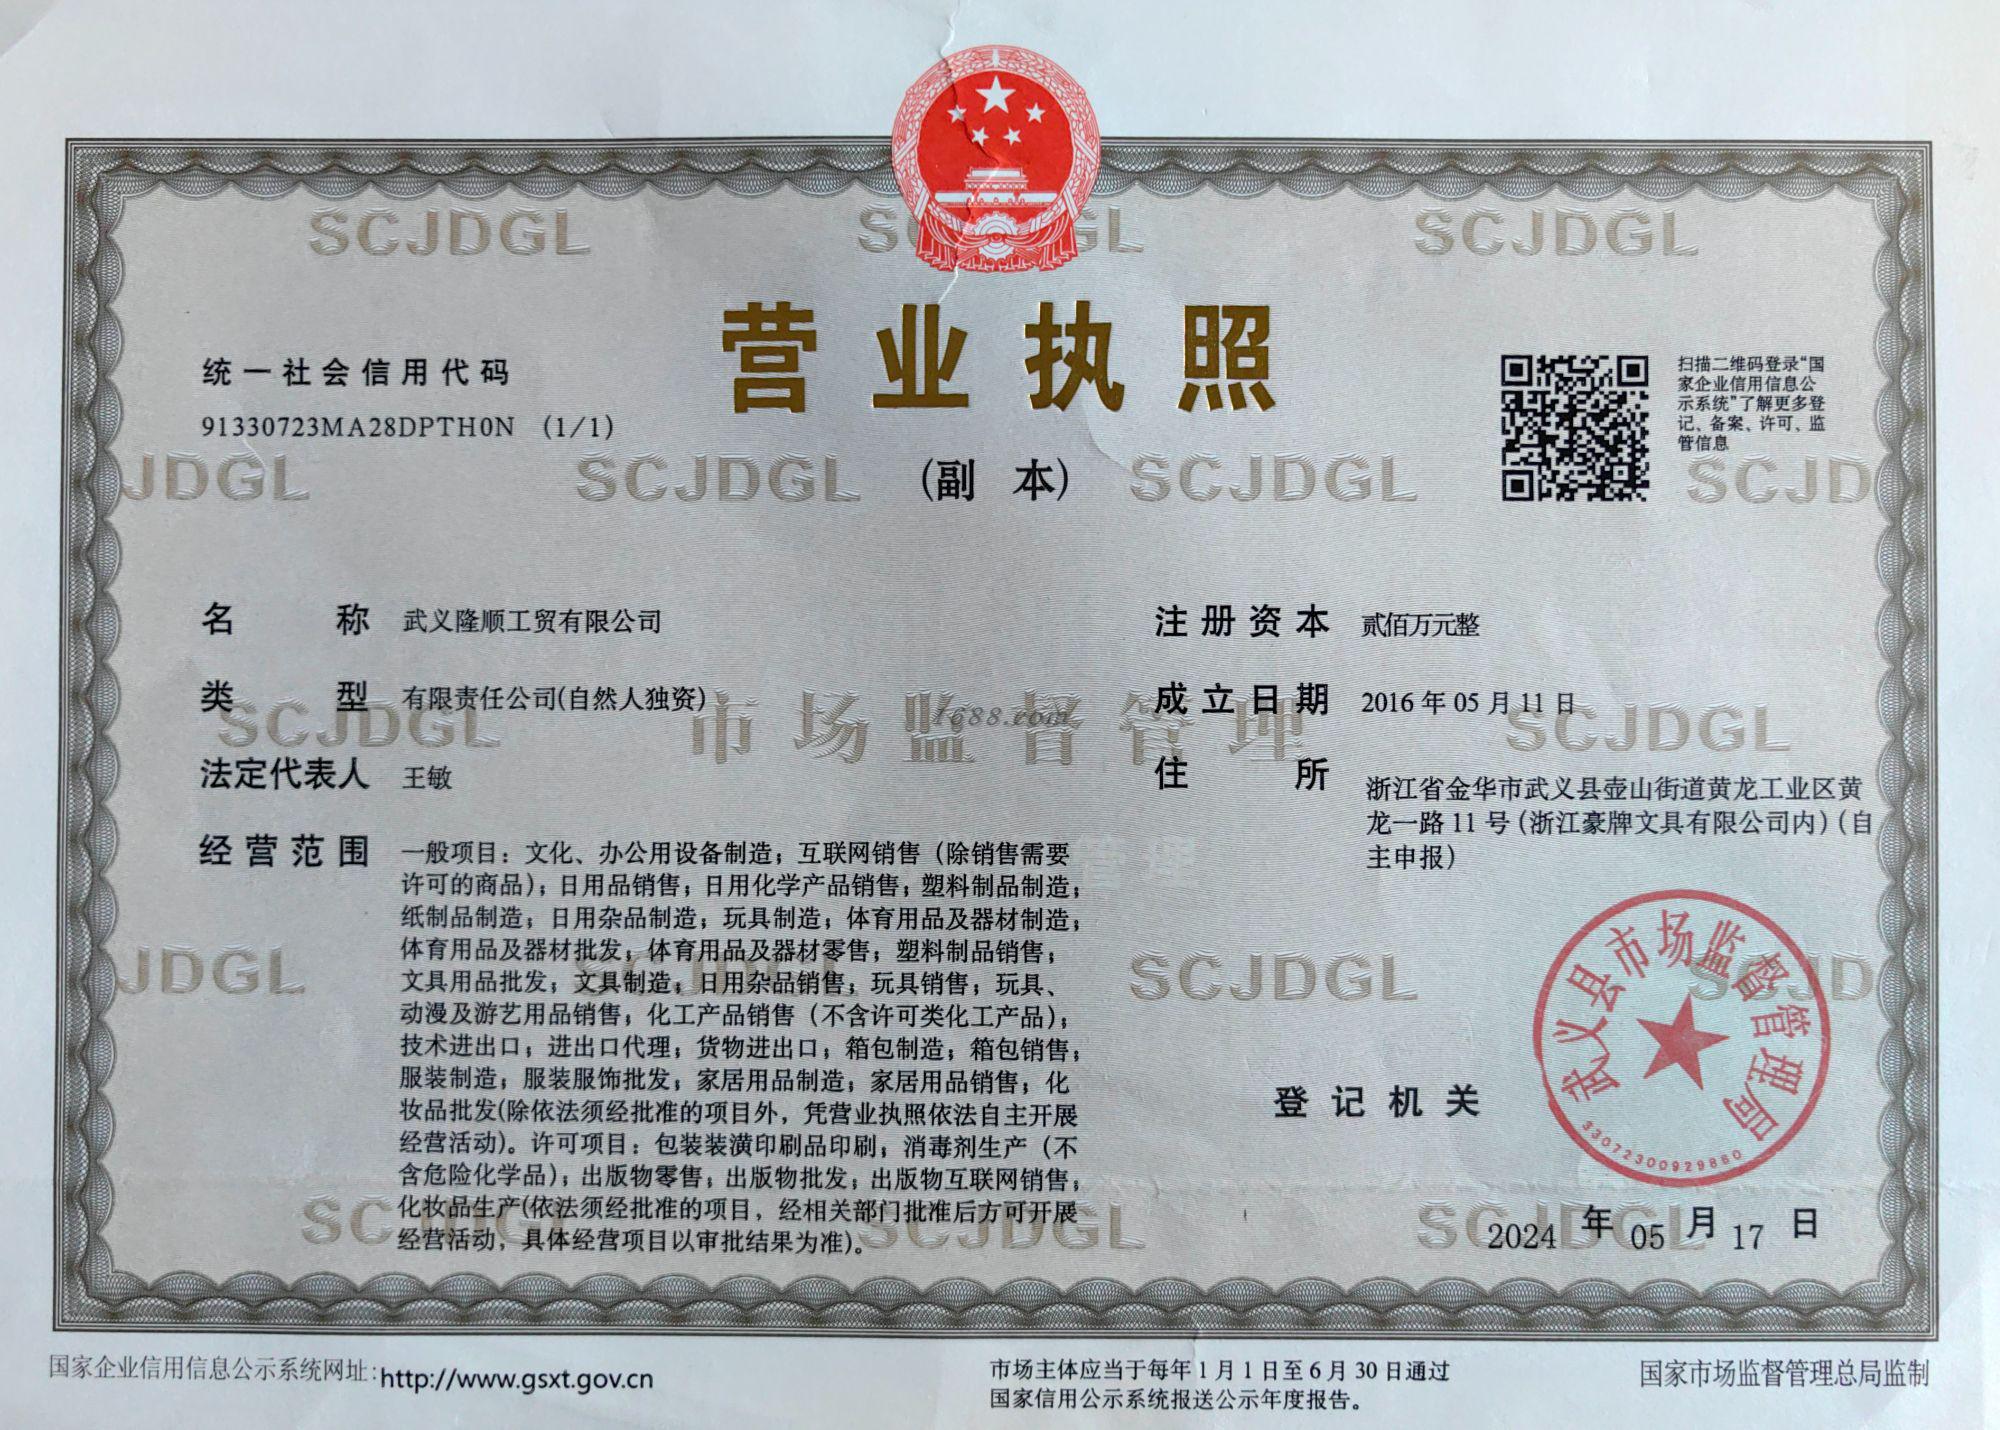 SCJDGL
SCJDGL
营业执照
(副 本)
统一社会信用代码
91330723MA28DPTH0N (1/1)
扫描二维码登录“国
家企业信用信息公
示系统”了解更多登
记、备案、许可、监
管信息
JDGL
SCJDGL
SCJDGL
SCJD
名 称 武义隆顺工贸有限公司
类 型 有限责任公司(自然人独资)
法定代表人 王敏
经营范围 一般项目：文化、办公用设备制造；互联网销售（除销售需要
许可的商品）；日用品销售；日用化学产品销售；塑料制品制造；
纸制品制造；日用杂品制造；玩具制造；体育用品及器材制造；
体育用品及器材批发；体育用品及器材零售；塑料制品销售；
文具用品批发；文具制造；日用杂品销售；玩具销售；玩具、
动漫及游艺用品销售；化工产品销售（不含许可类化工产品）；
技术进出口；进出口代理；货物进出口；箱包制造；箱包销售；
服装制造；服装服饰批发；家居用品制造；家居用品销售；化
妆品批发(除依法须经批准的项目外，凭营业执照依法自主开展
经营活动)。许可项目：包装装潢印刷品印刷；消毒剂生产（不
含危险化学品）；出版物零售；出版物批发；出版物互联网销售；
化妆品生产(依法须经批准的项目，经相关部门批准后方可开展
经营活动，具体经营项目以审批结果为准)。
注册资本 贰佰万元整
成立日期 2016年05月11日
住 所 浙江省金华市武义县壶山街道黄龙工业区黄
龙一路11号(浙江豪牌文具有限公司内)(自
主申报)
SCJDGL
市场监督管理
1688.com
SCJDGL
JDGL
SCJDGL
SCJD
登记机关
武义县市场监督管理局
33072300929860
SCJDGL
SCJDGL
SCJDGL
2024 年 05 月 17 日
国家企业信用信息公示系统网址：http://www.gsxt.gov.cn
市场主体应当于每年1月1日至6月30日通过
国家信用公示系统报送公示年度报告。
国家市场监督管理总局监制